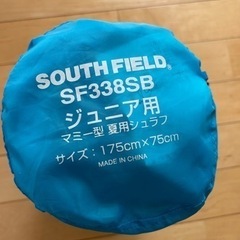 SOUTH FIELD®
SF338SB
ジュニア用
マミー型 夏用シュラフ
サイズ：175cm×75cm
MADE IN CHINA